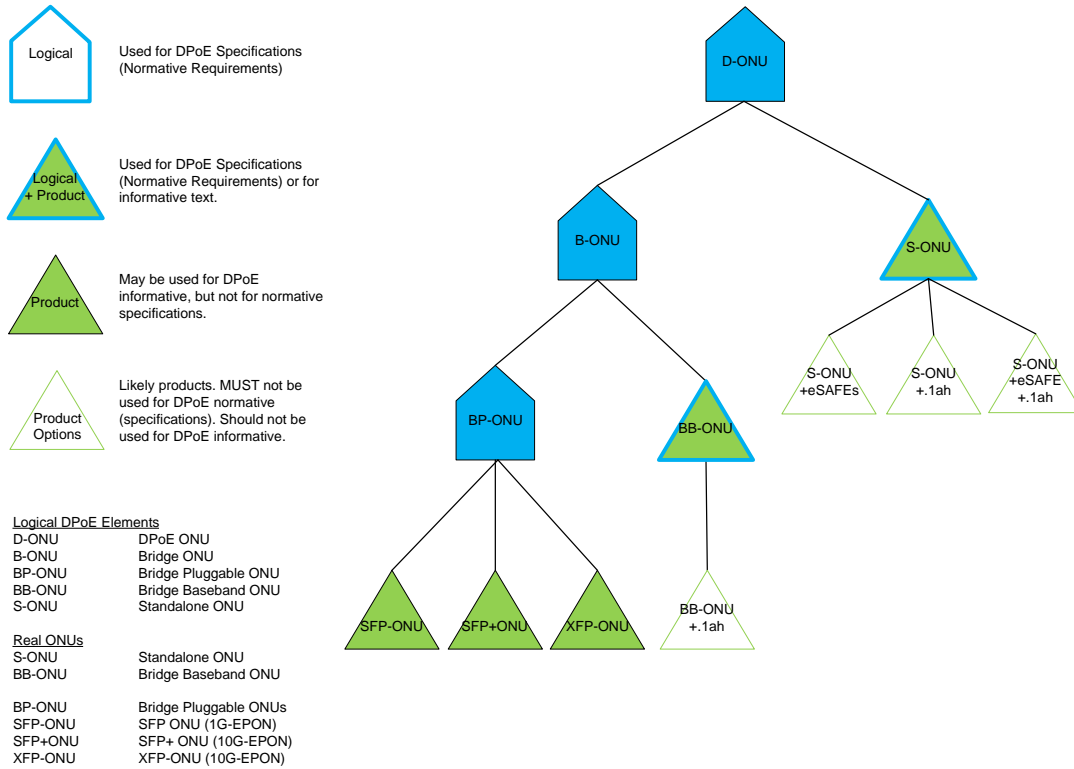 Logical
Used for DPoE Specifications
(Normative Requirements)
Logical
+ Product
Used for DPoE Specifications
(Normative Requirements) or for
informative text.
Product
May be used for DPoE
informative, but not for normative
specifications.
Product
Options
Likely products. MUST not be
used for DPoE normative
(specifications). Should not be
used for DPoE informative.
D-ONU
B-ONU
S-ONU
S-ONU
+eSAFEs
S-ONU
+.1ah
S-ONU
+eSAFE
+.1ah
BP-ONU
BB-ONU
SFP-ONU
SFP+ONU
XFP-ONU
BB-ONU
+.1ah
Logical DPoE Elements
D-ONU DPoE ONU
B-ONU Bridge ONU
BP-ONU Bridge Pluggable ONU
BB-ONU Bridge Baseband ONU
S-ONU Standalone ONU
Real ONUs
S-ONU Standalone ONU
BB-ONU Bridge Baseband ONU
BP-ONU Bridge Pluggable ONUs
SFP-ONU SFP ONU (1G-EPON)
SFP+ONU SFP+ ONU (10G-EPON)
XFP-ONU XFP-ONU (10G-EPON)